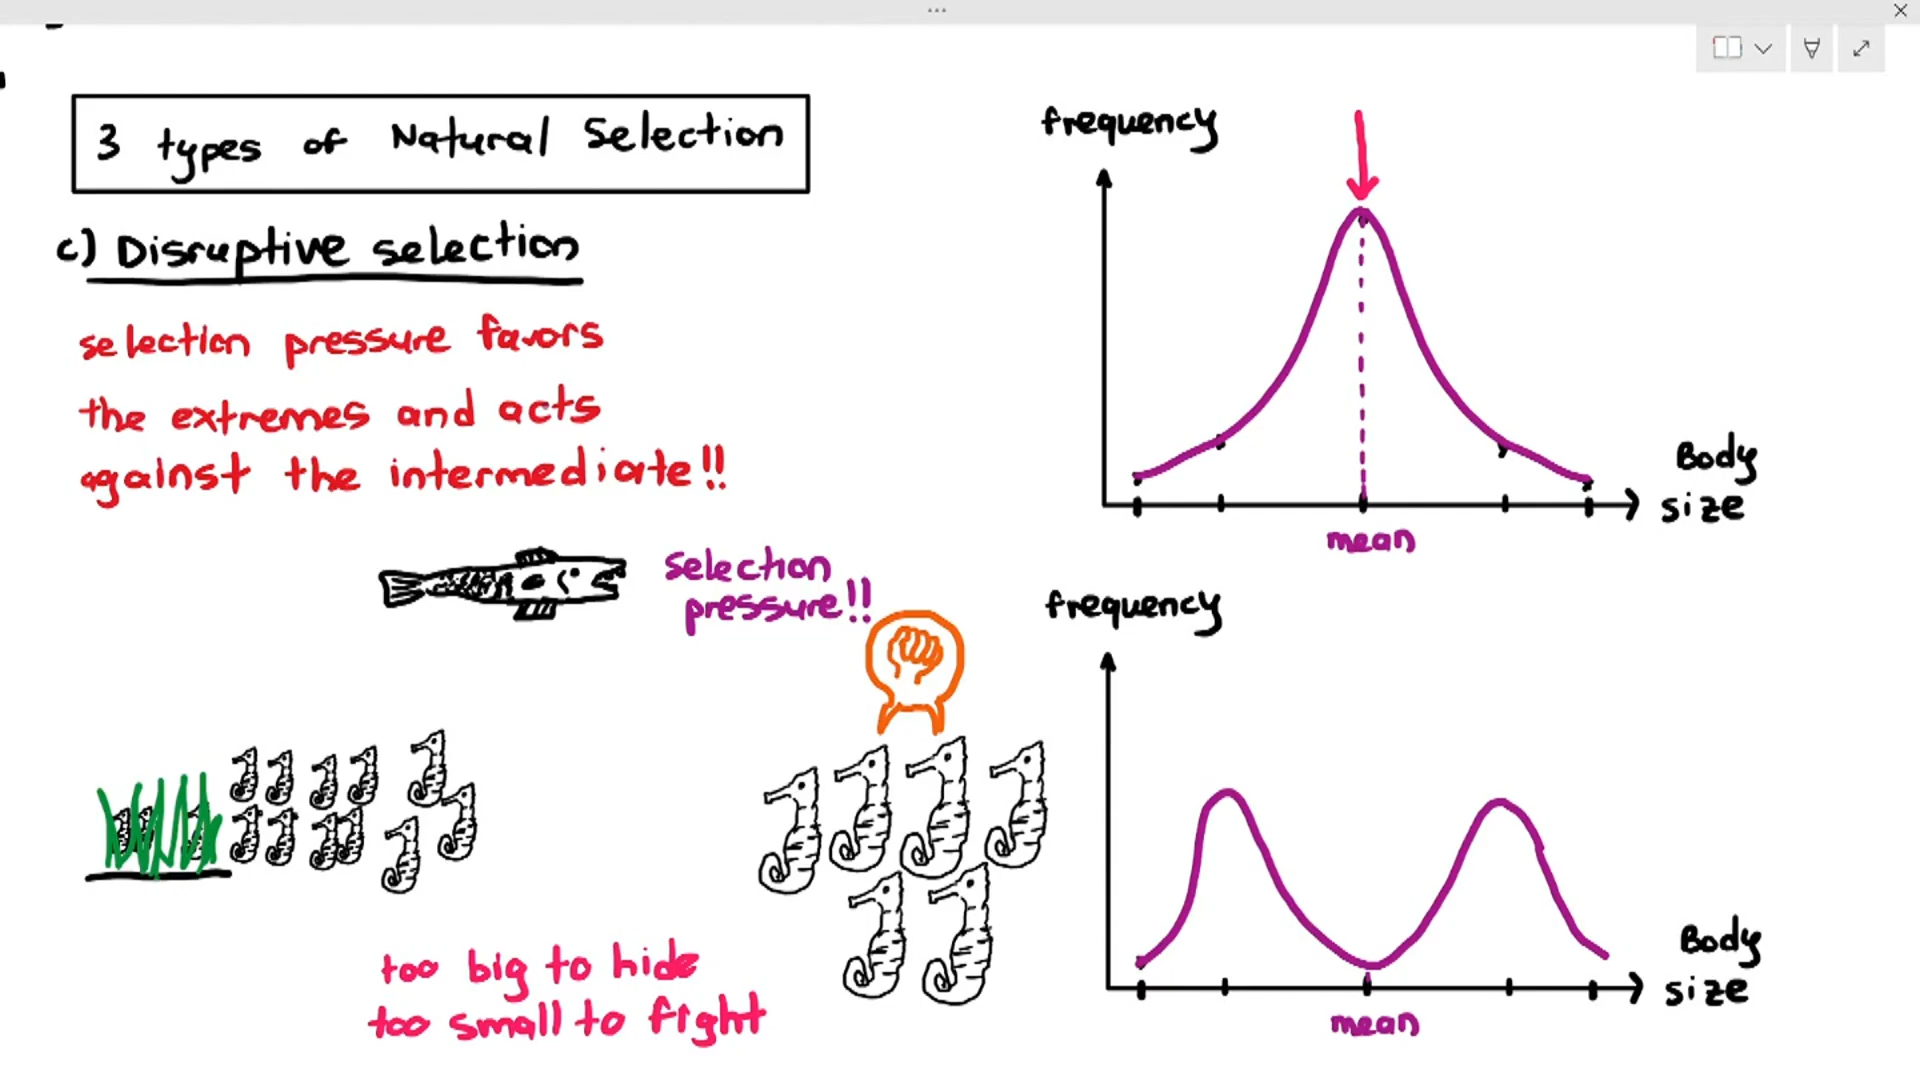 3 types of Natural Selection
c) Disruptive selection
selection pressure favors
the extremes and acts
against the intermediate!!
selection
pressure!!
too big to hide
too small to fight
frequency
Body
size
mean
frequency
Body
size
mean